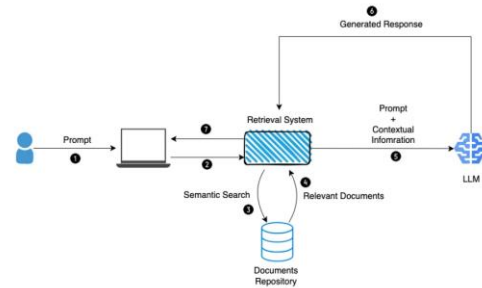 6
Generated Response
Retrieval System
Prompt
+
Contextual
Infomration
5
Prompt
1
7
2
LLM
Semantic Search
3
4
Relevant Documents
Documents
Repository